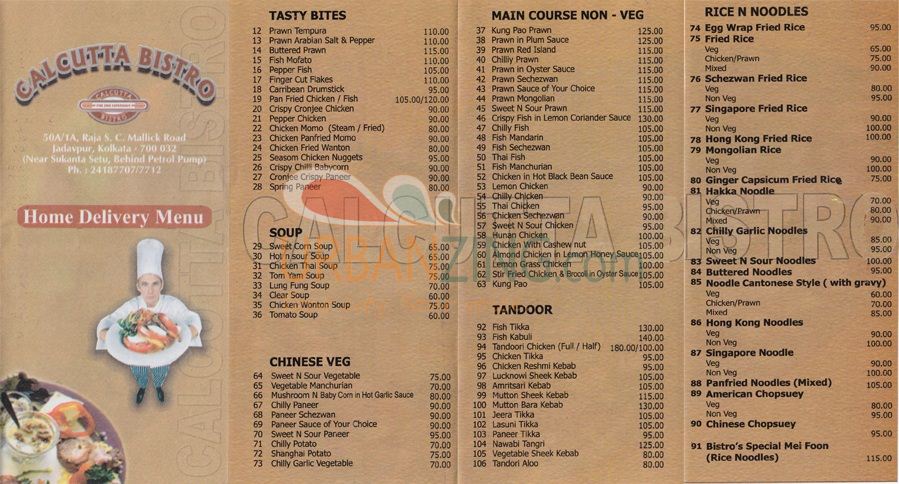 CALCUTTA BISTRO
CALCUTTA
BISTRO
50A/1A, Raja S. C. Mallick Road
Jadavpur, Kolkata - 700 032
(Near Sukanta Setu, Behind Petrol Pump)
Ph. : 24187707/7712
Home Delivery Menu
TASTY BITES
12 Prawn Tempura 110.00
13 Prawn Arabian Salt & Pepper 110.00
14 Buttered Prawn 110.00
15 Fish Mofato 110.00
16 Pepper Fish 105.00
17 Finger Cut Flakes 110.00
18 Carribean Drumstick 95.00
19 Pan Fried Chicken / Fish 105.00/120.00
20 Crispy Cronjee Chicken 90.00
21 Pepper Chicken 90.00
22 Chicken Momo (Steam / Fried) 80.00
23 Chicken Panfried Momo 90.00
24 Chicken Fried Wanton 80.00
25 Seasom Chicken Nuggets 95.00
26 Crispy Chilli Babycorn 90.00
27 Cronjee Crispy Paneer 90.00
28 Spring Paneer 80.00
SOUP
29 Sweet Corn Soup 65.00
30 Hot n sour Soup 65.00
31 Chicken Thai Soup 75.00
32 Tom Yam Soup 75.00
33 Lung Fung Soup 70.00
34 Clear Soup 60.00
35 Chicken Wonton Soup 70.00
36 Tomato Soup 60.00
CHINESE VEG
64 Sweet N Sour Vegetable 75.00
65 Vegetable Manchurian 70.00
66 Mushroom N Baby Corn in Hot Garlic Sauce 80.00
67 Chilly Paneer 90.00
68 Paneer Schezwan 90.00
69 Paneer Sauce of Your Choice 90.00
70 Sweet N Sour Paneer 95.00
71 Chilly Potato 70.00
72 Shanghai Potato 75.00
73 Chilly Garlic Vegetable 70.00
MAIN COURSE NON - VEG
37 Kung Pao Prawn 125.00
38 Prawn in Plum Sauce 125.00
39 Prawn Red Island 115.00
40 Chilliy Prawn 115.00
41 Prawn in Oyster Sauce 115.00
42 Prawn Sechezwan 115.00
43 Prawn Sauce of Your Choice 115.00
44 Prawn Mongolian 115.00
45 Sweet N Sour Prawn 115.00
46 Crispy Fish in Lemon Coriander Sauce 130.00
47 Chilly Fish 105.00
48 Fish Mandarin 105.00
49 Fish Sechezwan 105.00
50 Thai Fish 105.00
51 Fish Manchurian 105.00
52 Chicken in Hot Black Bean Sauce 105.00
53 Lemon Chicken 90.00
54 Chilly Chicken 90.00
55 Thai Chicken 90.00
56 Chicken Sechezwan 90.00
57 Sweet N Sour Chicken
58 Hunan Chicken 100.00
59 Chicken With Cashew nut
60 Pan Fried Chicken in Lemon Honey Sauce
61 Lemon Grass Chicken
62 Stir Fried Chicken & Brocoli in Oyster Sauce
63 Kung Pao 105.00
TANDOOR
92 Fish Tikka 130.00
93 Fish Kabuli 140.00
94 Tandoori Chicken (Full / Half) 180.00/100.00
95 Chicken Tikka 95.00
96 Chicken Reshmi Kebab 95.00
97 Lucknowi Sheek Kebab 105.00
98 Amritsari Kebab 105.00
99 Mutton Sheek Kebab 110.00
100 Mutton Bara Kebab 130.00
101 Jeera Tikka 105.00
102 Lasuni Tikka 105.00
103 Paneer Tikka 95.00
104 Nawabi Tangri 125.00
105 Vegetable Sheek Kebab 80.00
106 Tandori Aloo 80.00
RICE N NOODLES
74 Egg Wrap Fried Rice 95.00
75 Fried Rice
Veg 65.00
Chicken/Prawn 75.00
Mixed 90.00
76 Schezwan Fried Rice
Veg 80.00
Non Veg 95.00
77 Singapore Fried Rice
Veg 90.00
Non Veg 100.00
78 Hong Kong Fried Rice 100.00
79 Mongolian Rice
Veg 90.00
Non Veg 100.00
80 Ginger Capsicum Fried Rice 75.00
81 Hakka Noodle
Veg 70.00
Chicken/Prawn 80.00
Mixed 90.00
82 Chilly Garlic Noodles
Veg 85.00
Non Veg 95.00
83 Sweet N Sour Noodles 100.00
84 Buttered Noodles 85.00
85 Noodle Cantonese Style ( with gravy)
Veg 60.00
Chicken/Prawn 70.00
Mixed 85.00
86 Hong Kong Noodles
Veg 90.00
Non Veg 100.00
87 Singapore Noodle
Veg 90.00
Non Veg 100.00
88 Panfried Noodles (Mixed) 105.00
89 American Chopsuey
Veg 80.00
Non Veg 95.00
90 Chinese Chopsuey
95.00
91 Bistro's Special Mei Foon
(Rice Noodles) 115.00
CALCUTTA BISTRO
URBANZING.com